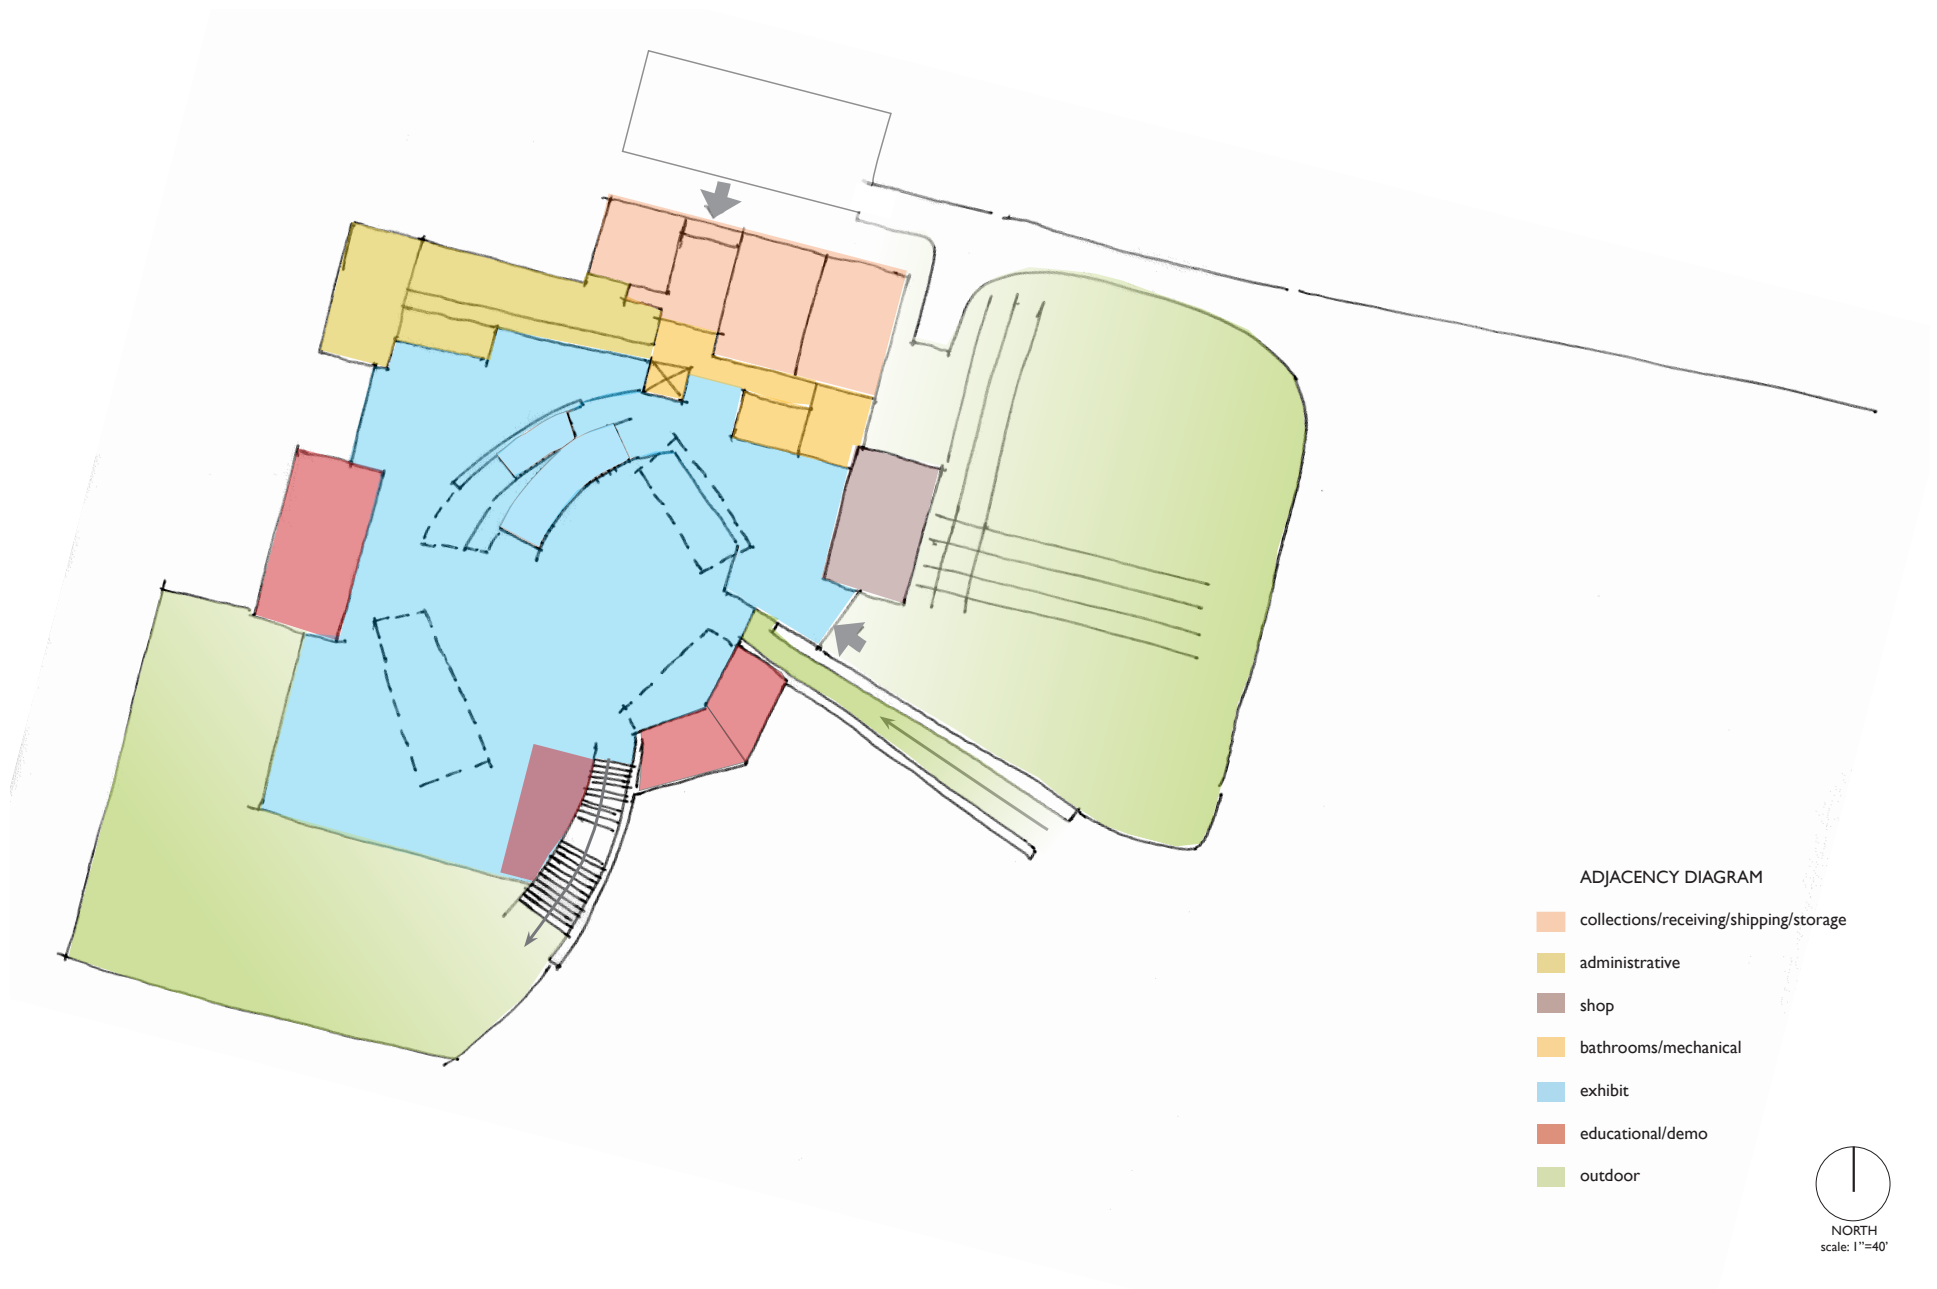 ADJACENCY DIAGRAM
collections/receiving/shipping/storage
administrative
shop
bathrooms/mechanical
exhibit
educational/demo
outdoor
NORTH
scale: 1”=40’